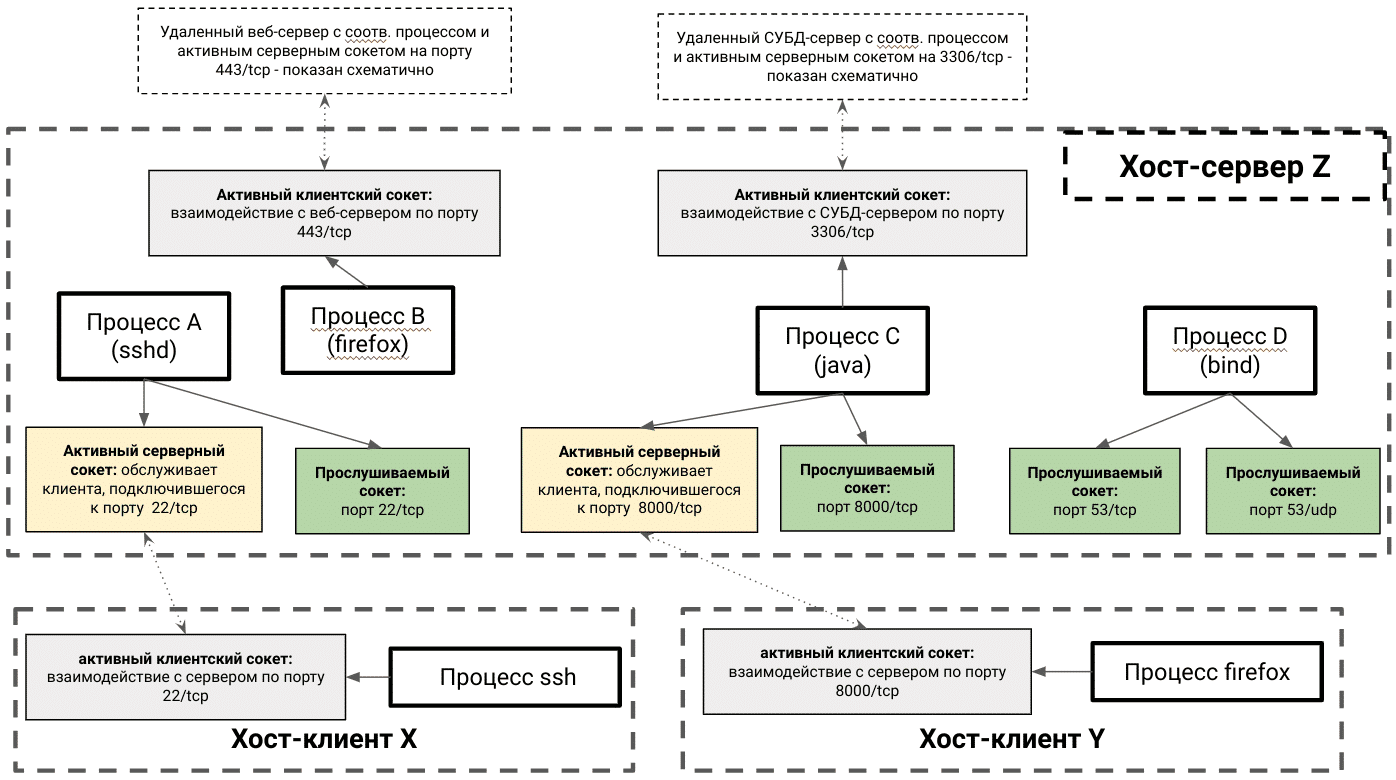 Удаленный веб-сервер с соотв. процессом и
активным серверным сокетом на порту
443/tcp - показан схематично
Удаленный СУБД-сервер с соотв. процессом
и активным серверным сокетом на 3306/tcp -
показан схематично
Хост-сервер Z
Активный клиентский сокет:
взаимодействие с веб-сервером по порту
443/tcp
Активный клиентский сокет:
взаимодействие с СУБД-сервером по порту
3306/tcp
Процесс A
(sshd)
Процесс B
(firefox)
Процесс C
(java)
Процесс D
(bind)
Активный серверный
сокет: обслуживает
клиента, подключившегося
к порту 22/tcp
Прослушиваемый
сокет:
порт 22/tcp
Активный серверный
сокет: обслуживает
клиента, подключившегося
к порту 8000/tcp
Прослушиваемый
сокет:
порт 8000/tcp
Прослушиваемый
сокет:
порт 53/tcp
Прослушиваемый
сокет:
порт 53/udp
активный клиентский сокет:
взаимодействие с сервером по порту
22/tcp
Процесс ssh
Хост-клиент X
активный клиентский сокет:
взаимодействие с сервером по порту
8000/tcp
Процесс firefox
Хост-клиент Y